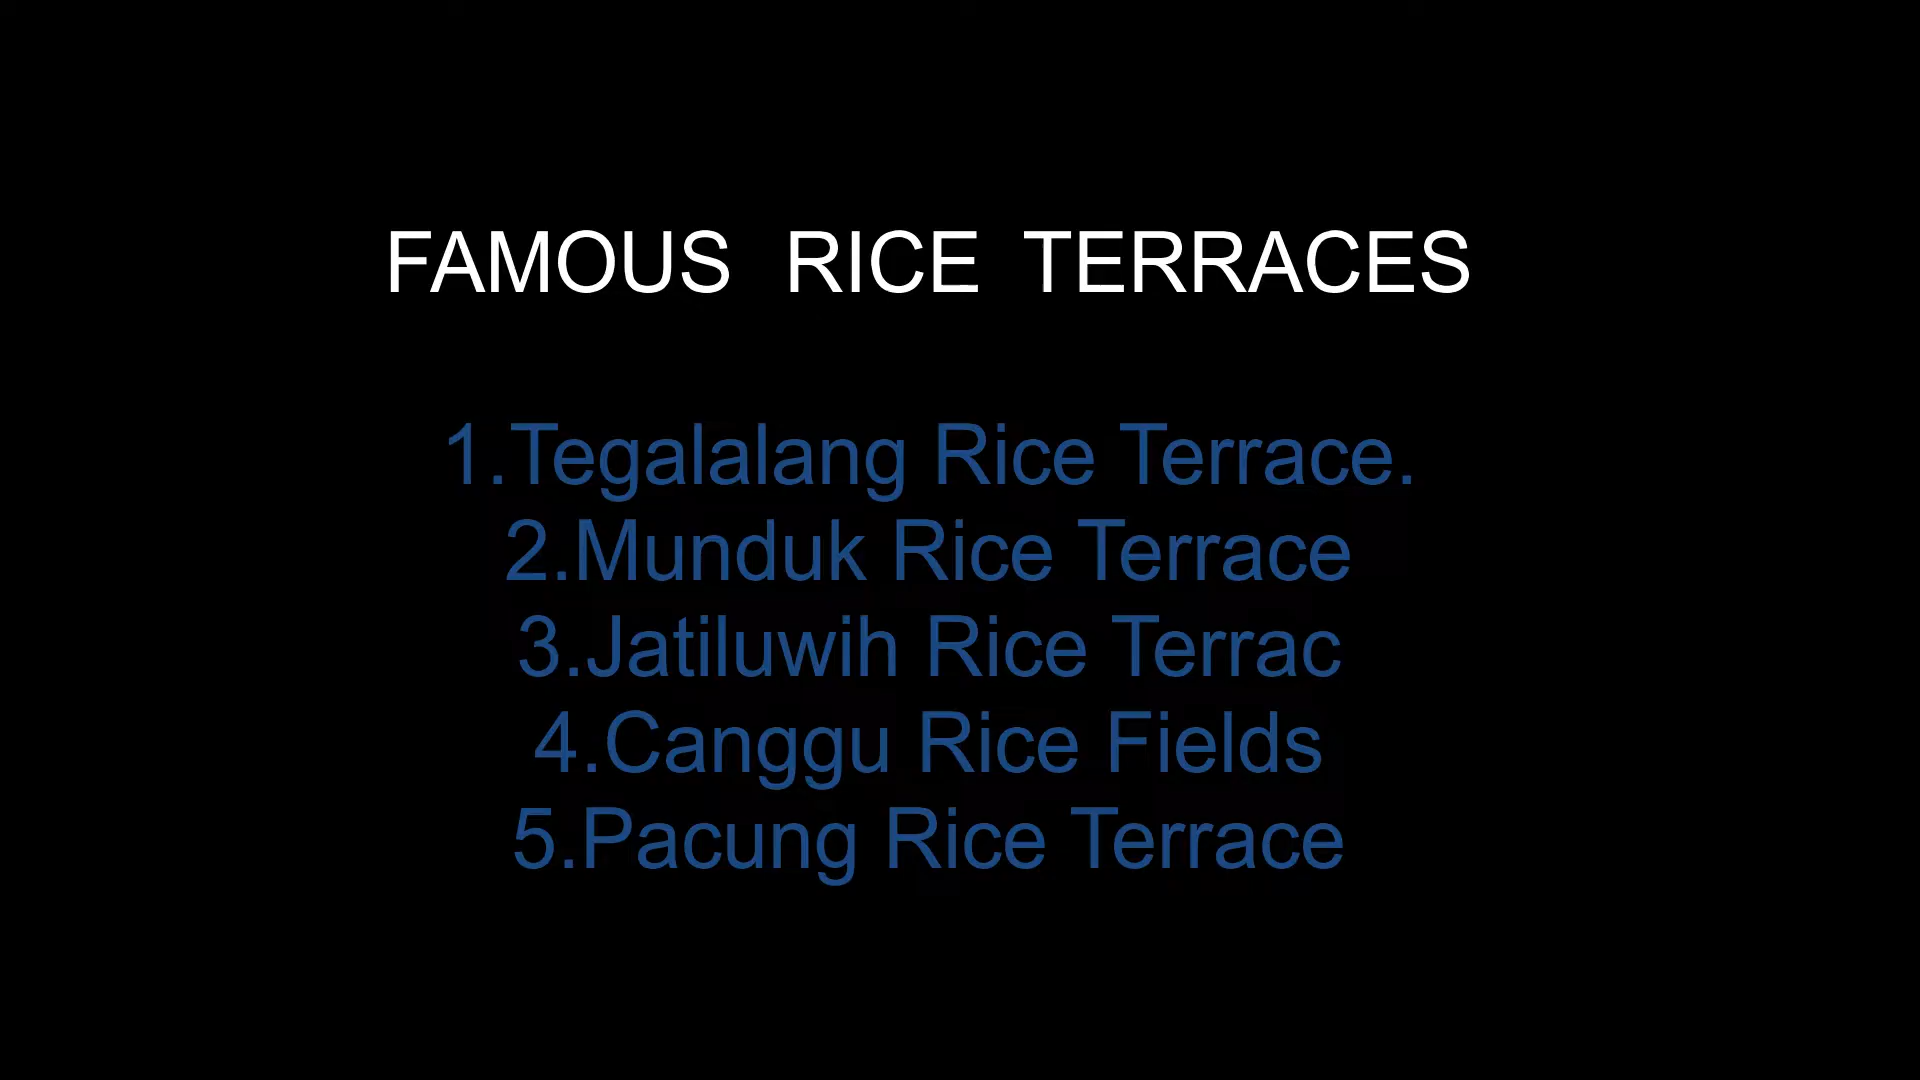 FAMOUS RICE TERRACES
1.Tegalalang Rice Terrace.
2.Munduk Rice Terrace
3.Jatiluwih Rice Terrac
4.Canggu Rice Fields
5.Pacung Rice Terrace